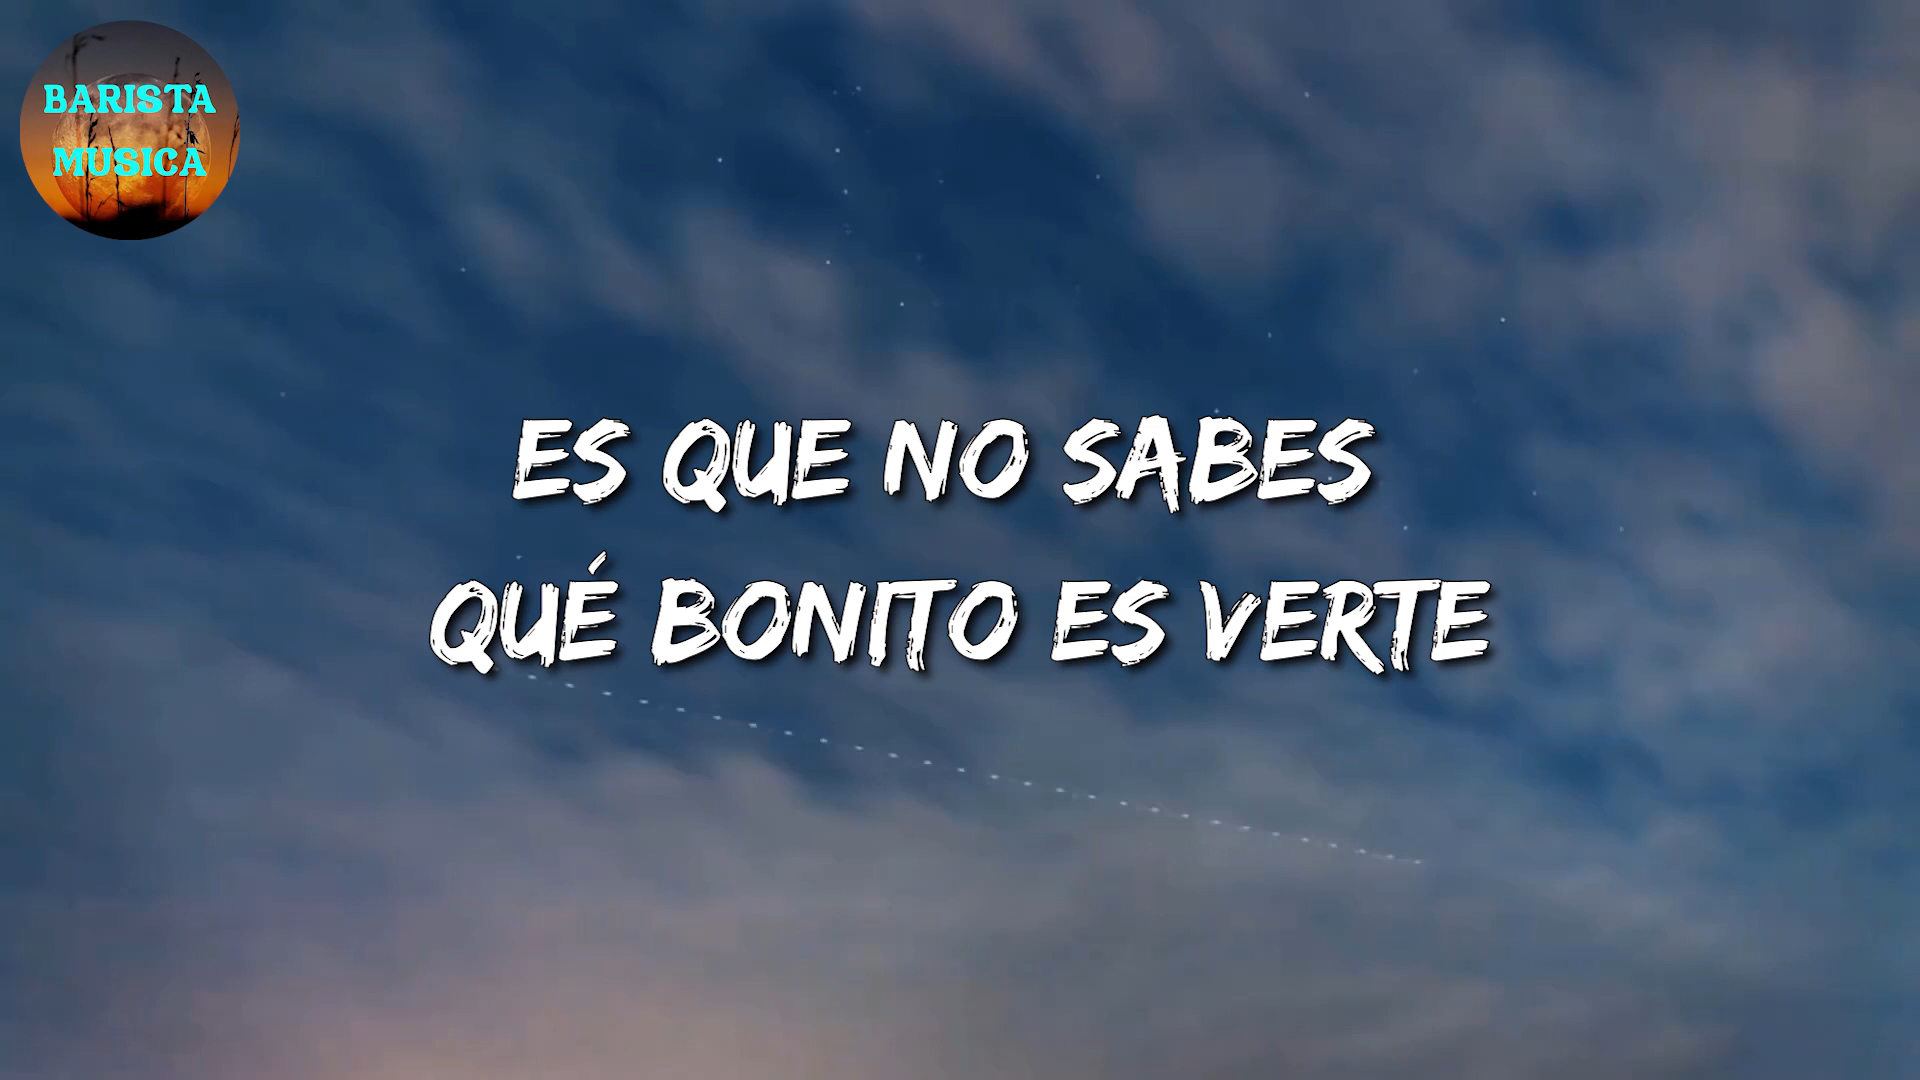 BARISTA
MUSICA
ES QUE NO SABES
QUÉ BONITO ES VERTE